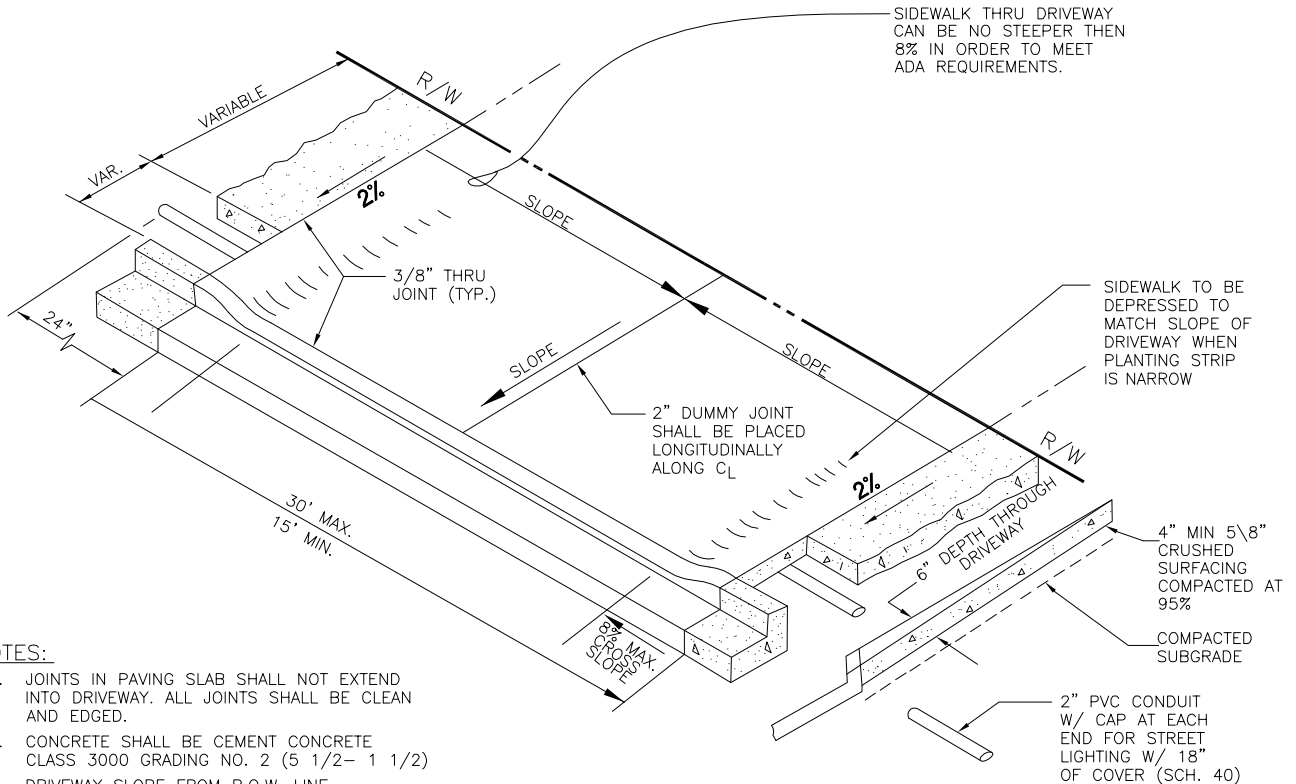 SIDEWALK THRU DRIVEWAY
CAN BE NO STEEPER THEN
8% IN ORDER TO MEET
ADA REQUIREMENTS.
R/W
VARIABLE
VAR.
2%
SLOPE
3/8" THRU
JOINT (TYP.)
24"
SIDEWALK TO BE
DEPRESSED TO
MATCH SLOPE OF
DRIVEWAY WHEN
PLANTING STRIP
IS NARROW
SLOPE
SLOPE
2" DUMMY JOINT
SHALL BE PLACED
LONGITUDINALLY
ALONG CL
R/W
2%
6" DEPTH THROUGH
DRIVEWAY
30' MAX.
15' MIN.
4" MIN 5\8"
CRUSHED
SURFACING
COMPACTED AT
95%
8% MAX.
CROSS
SLOPE
COMPACTED
SUBGRADE
OTES:
JOINTS IN PAVING SLAB SHALL NOT EXTEND
INTO DRIVEWAY. ALL JOINTS SHALL BE CLEAN
AND EDGED.
CONCRETE SHALL BE CEMENT CONCRETE
CLASS 3000 GRADING NO. 2 (5 1/2- 1 1/2)
2" PVC CONDUIT
W/ CAP AT EACH
END FOR STREET
LIGHTING W/ 18"
OF COVER (SCH. 40)
DRIVEWAY SLOPE FROM R.O.W. LINE